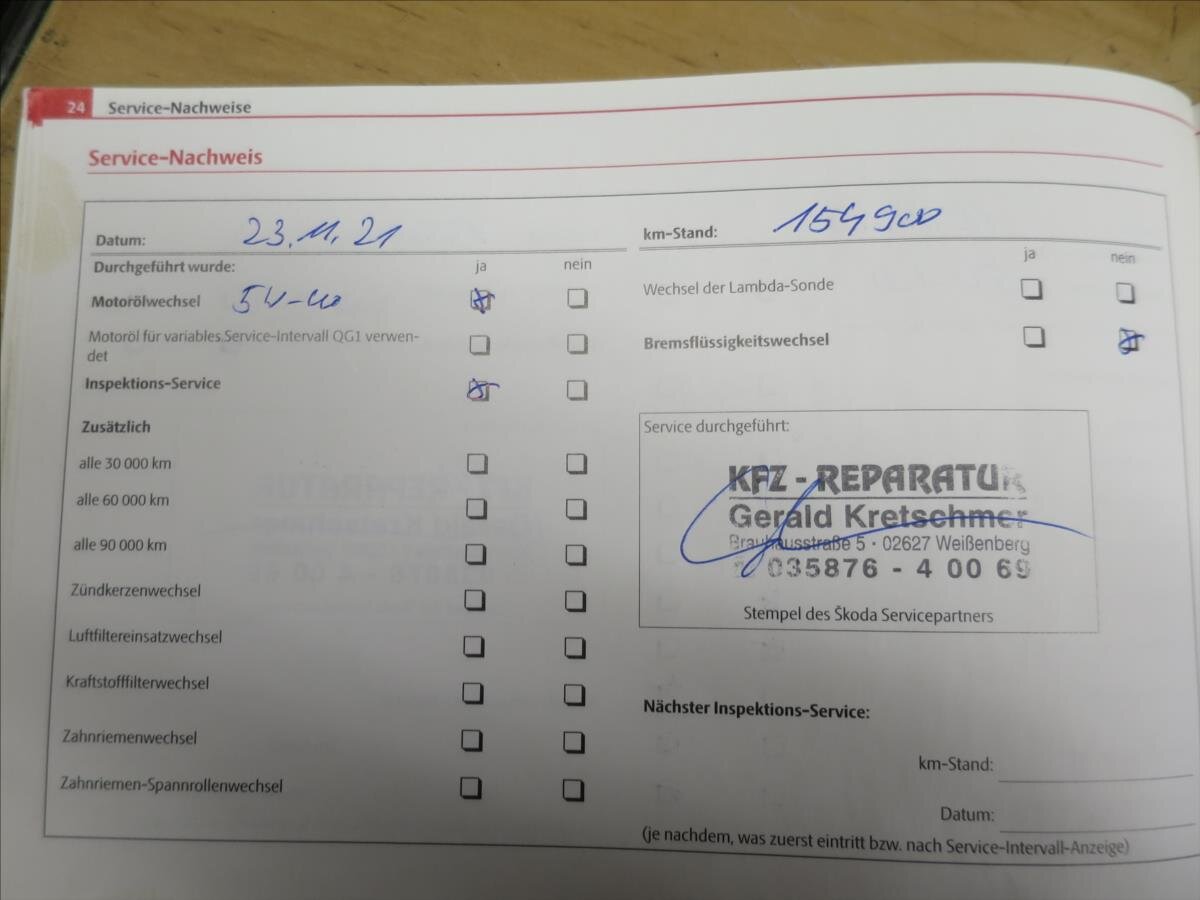 24 Service-Nachweise
Service-Nachweis
Datum: 23.11.21
km-Stand: 154900
Durchgeführt wurde: ja nein
Motorölwechsel 5W-40
Motoröl für variables Service-Intervall QG1 verwen-
det
Inspektions-Service
Zusätzlich
alle 30 000 km
alle 60 000 km
alle 90 000 km
Zündkerzenwechsel
Luftfiltereinsatzwechsel
Kraftstofffilterwechsel
Zahnriemenwechsel
Zahnriemen-Spannrollenwechsel
ja nein
Wechsel der Lambda-Sonde
Bremsflüssigkeitswechsel
Service durchgeführt:
KFZ - REPARATUR
Gerald Kretschmer
Brauhausstraße 5 · 02627 Weißenberg
035876 - 4 00 69
Stempel des Škoda Servicepartners
Nächster Inspektions-Service:
km-Stand:
Datum:
(je nachdem, was zuerst eintritt bzw. nach Service-Intervall-Anzeige)